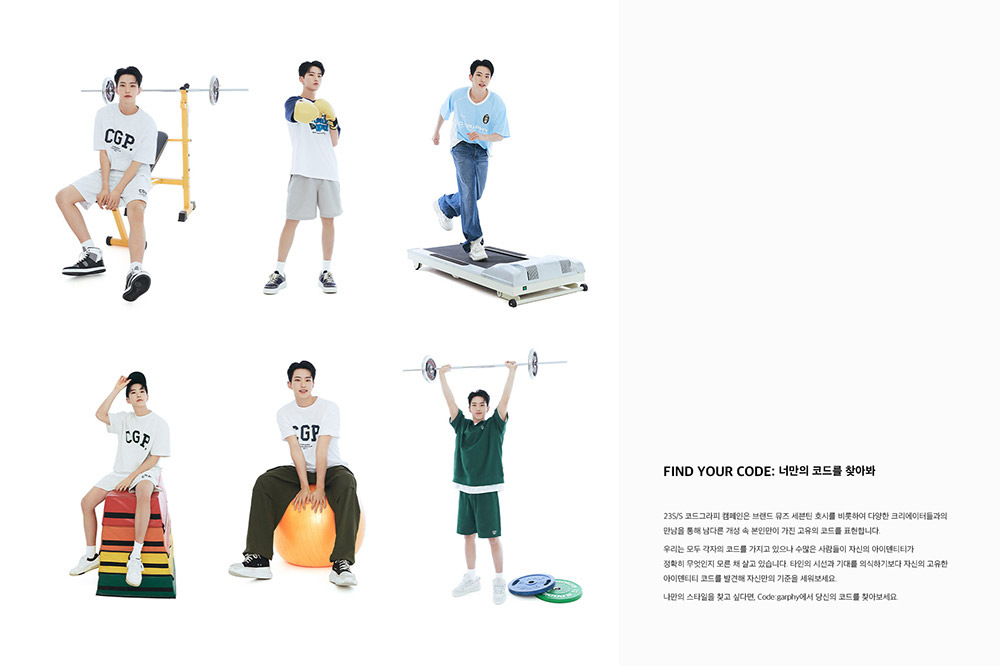 CGP.
CGP.
CGP
FIND YOUR CODE: 너만의 코드를 찾아봐
23S/S 코드그라피 캠페인은 브랜드 뮤즈 세븐틴 호시를 비롯하여 다양한 크리에이터들과의
만남을 통해 남다른 개성 속 본인만이 가진 고유의 코드를 표현합니다.
우리는 모두 각자의 코드를 가지고 있으나 수많은 사람들이 자신의 아이덴티티가
정확히 무엇인지 모른 채 살고 있습니다. 타인의 시선과 기대를 의식하기보다 자신의 고유한
아이덴티티 코드를 발견해 자신만의 기준을 세워보세요.
나만의 스타일을 찾고 싶다면, Code:garphy에서 당신의 코드를 찾아보세요.